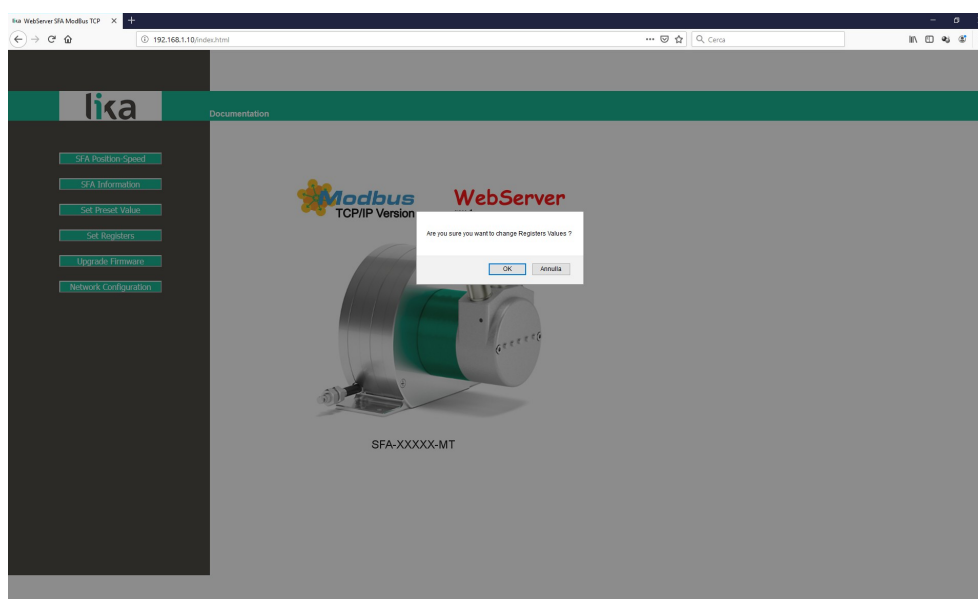 lika WebServer SFA ModBus TCP
192.168.1.10/index.html
Cerca
lika
Documentation
SFA Position-Speed
SFA Information
Set Preset Value
Set Registers
Upgrade Firmware
Network Configuration
Modbus
TCP/IP Version
WebServer
Are you sure you want to change Registers Values ?
OK
Annulla
SFA-XXXXX-MT